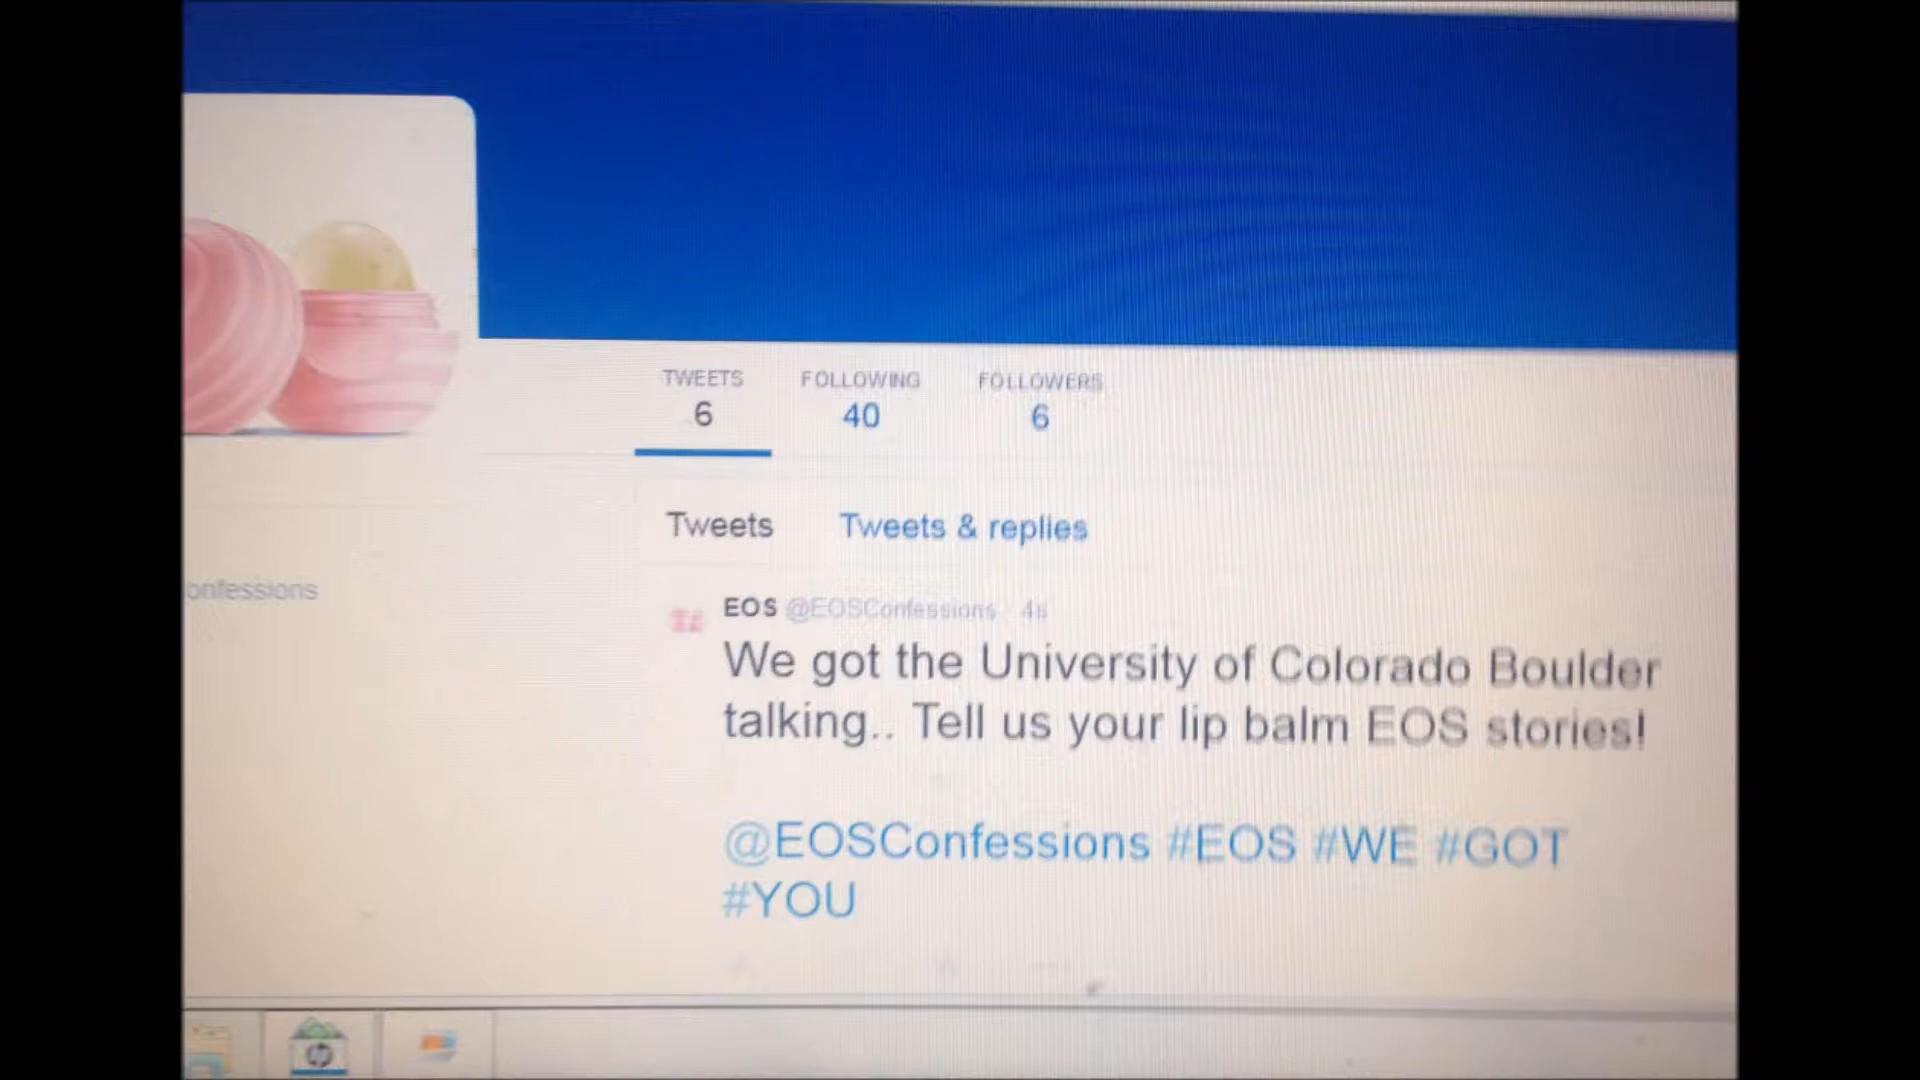 TWEETS FOLLOWING FOLLOWERS
6 40 6
Tweets Tweets & replies
onfessions
EOS @EOSConfessions · 4s
We got the University of Colorado Boulder
talking.. Tell us your lip balm EOS stories!
@EOSConfessions #EOS #WE #GOT
#YOU
hp